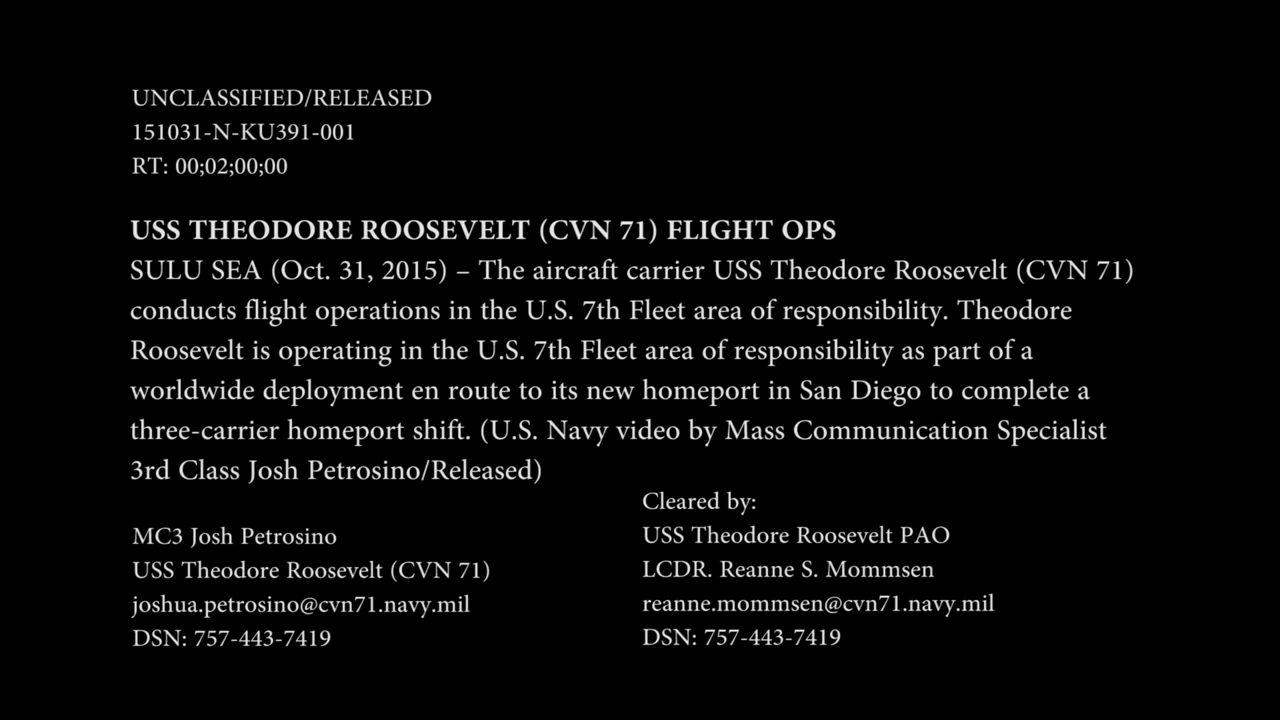 UNCLASSIFIED/RELEASED
151031-N-KU391-001
RT: 00;02;00;00
USS THEODORE ROOSEVELT (CVN 71) FLIGHT OPS
SULU SEA (Oct. 31, 2015) – The aircraft carrier USS Theodore Roosevelt (CVN 71)
conducts flight operations in the U.S. 7th Fleet area of responsibility. Theodore
Roosevelt is operating in the U.S. 7th Fleet area of responsibility as part of a
worldwide deployment en route to its new homeport in San Diego to complete a
three-carrier homeport shift. (U.S. Navy video by Mass Communication Specialist
3rd Class Josh Petrosino/Released)
MC3 Josh Petrosino
USS Theodore Roosevelt (CVN 71)
joshua.petrosino@cvn71.navy.mil
DSN: 757-443-7419
Cleared by:
USS Theodore Roosevelt PAO
LCDR. Reanne S. Mommsen
reanne.mommsen@cvn71.navy.mil
DSN: 757-443-7419